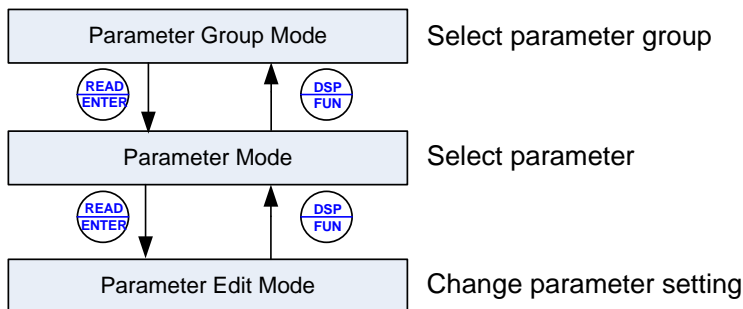 Parameter Group Mode
Select parameter group
READ
ENTER
DSP
FUN
Parameter Mode
Select parameter
READ
ENTER
DSP
FUN
Parameter Edit Mode
Change parameter setting